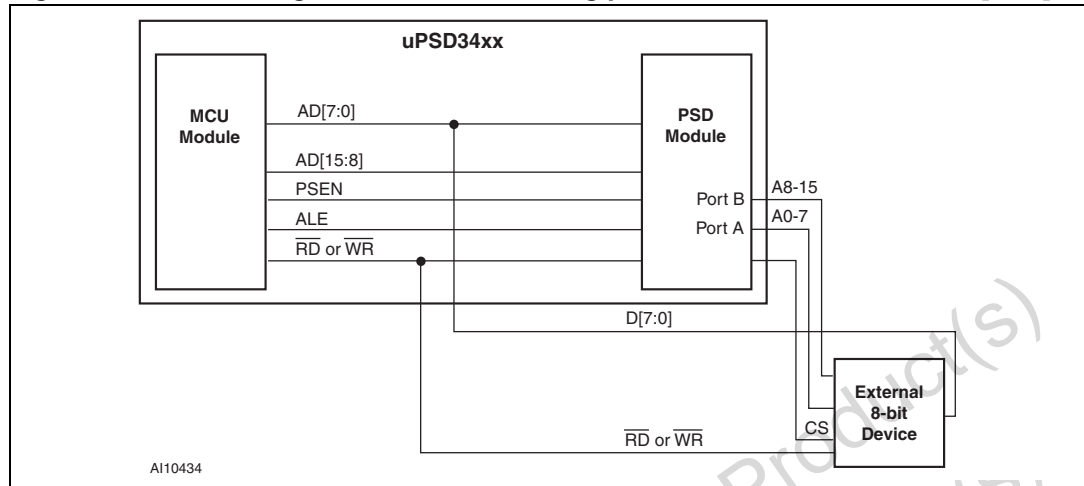 uPSD34xx
MCU
Module
PSD
Module
AD[7:0]
AD[15:8]
PSEN
ALE
RD or WR
Port B
Port A
A8-15
A0-7
D[7:0]
External
8-bit
Device
CS
RD or WR
AI10434
Product(s)